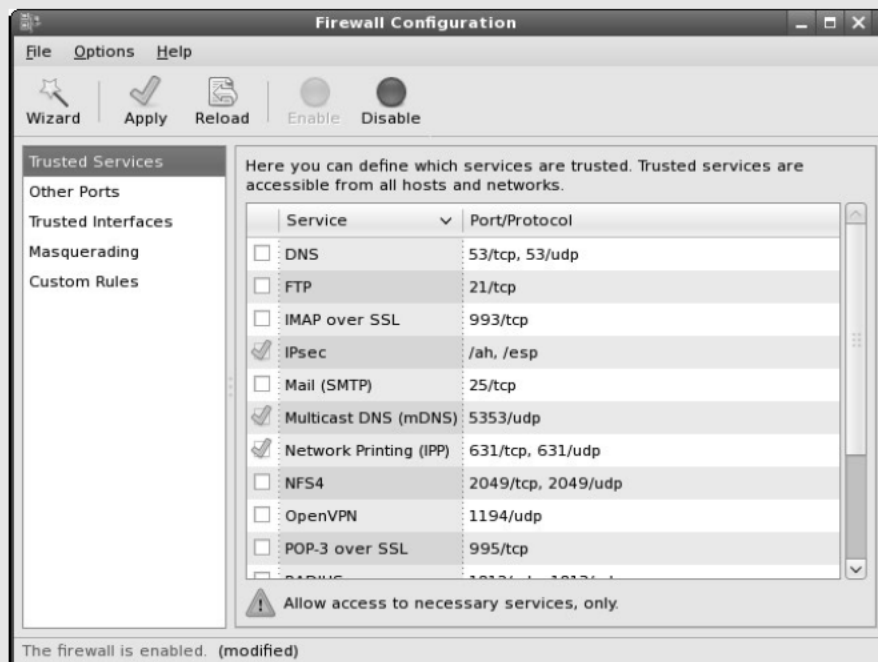 Firewall Configuration
File Options Help
Wizard Apply Reload Enable Disable
Trusted Services
Other Ports
Trusted Interfaces
Masquerading
Custom Rules
Here you can define which services are trusted. Trusted services are
accessible from all hosts and networks.
Service Port/Protocol
DNS 53/tcp, 53/udp
FTP 21/tcp
IMAP over SSL 993/tcp
IPsec /ah, /esp
Mail (SMTP) 25/tcp
Multicast DNS (mDNS) 5353/udp
Network Printing (IPP) 631/tcp, 631/udp
NFS4 2049/tcp, 2049/udp
OpenVPN 1194/udp
POP-3 over SSL 995/tcp
Allow access to necessary services, only.
The firewall is enabled. (modified)